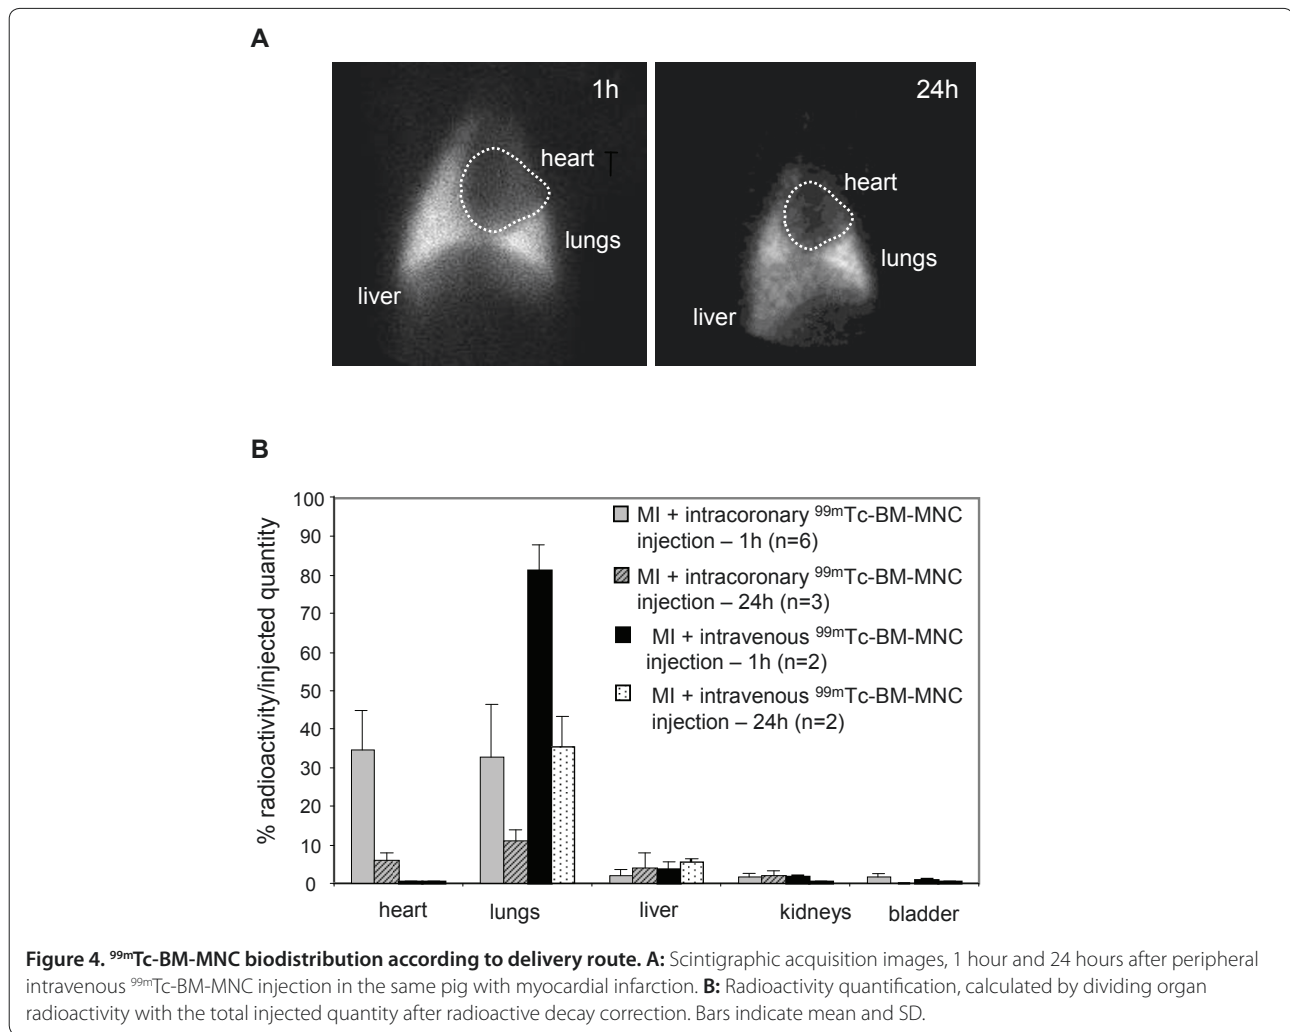 A
1h
heart T
lungs
liver
24h
heart
lungs
liver
B
% radioactivity/injected quantity
100
90
80
70
60
50
40
30
20
10
0
MI + intracoronary ⁹⁹ᵐTc-BM-MNC
injection – 1h (n=6)
MI + intracoronary ⁹⁹ᵐTc-BM-MNC
injection – 24h (n=3)
MI + intravenous ⁹⁹ᵐTc-BM-MNC
injection – 1h (n=2)
MI + intravenous ⁹⁹ᵐTc-BM-MNC
injection – 24h (n=2)
heart lungs liver kidneys bladder
Figure 4. ⁹⁹ᵐTc-BM-MNC biodistribution according to delivery route. A: Scintigraphic acquisition images, 1 hour and 24 hours after peripheral
intravenous ⁹⁹ᵐTc-BM-MNC injection in the same pig with myocardial infarction. B: Radioactivity quantification, calculated by dividing organ
radioactivity with the total injected quantity after radioactive decay correction. Bars indicate mean and SD.